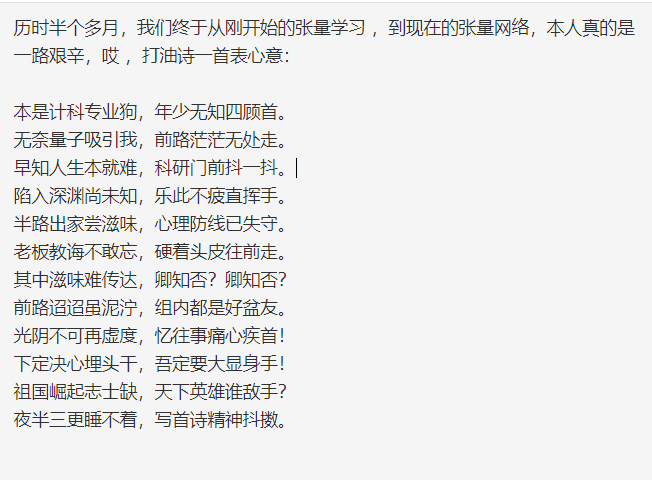 历时半个多月，我们终于从刚开始的张量学习 ，到现在的张量网络，本人真的是
一路艰辛，哎 ，打油诗一首表心意：
本是计科专业狗，年少无知四顾首。
无奈量子吸引我，前路茫茫无处走。
早知人生本就难，科研门前抖一抖。
陷入深渊尚未知，乐此不疲直挥手。
半路出家尝滋味，心理防线已失守。
老板教诲不敢忘，硬着头皮往前走。
其中滋味难传达，卿知否？卿知否？
前路迢迢虽泥泞，组内都是好盆友。
光阴不可再虚度，忆往事痛心疾首！
下定决心埋头干，吾定要大显身手！
祖国崛起志士缺，天下英雄谁敌手？
夜半三更睡不着，写首诗精神抖擞。